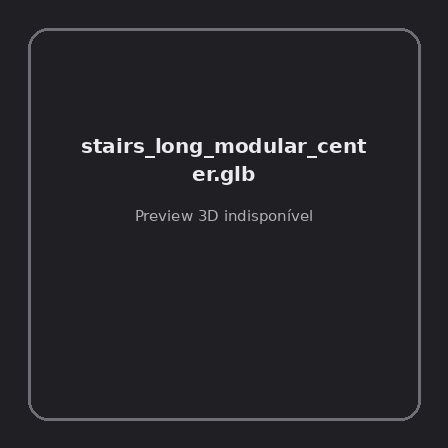 stairs_long_modular_cent
er.glb
Preview 3D indisponível